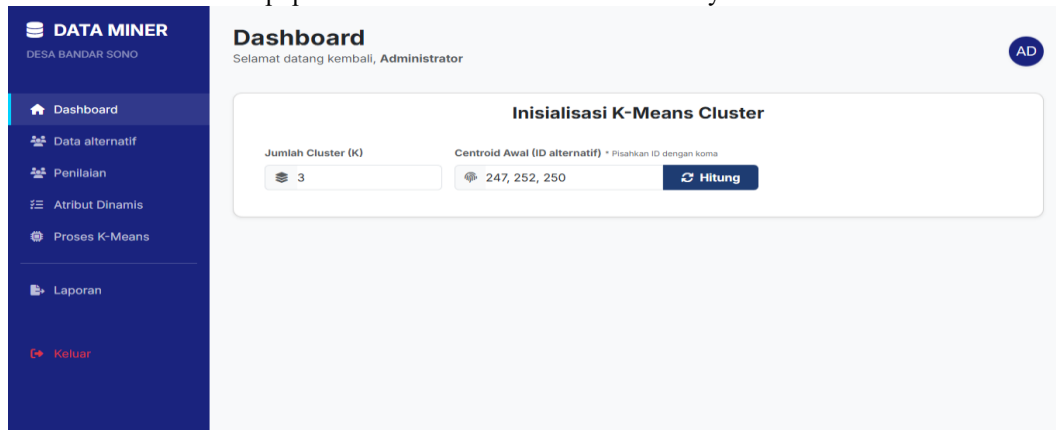 DATA MINER
DESA BANDAR SONO
Dashboard
Data alternatif
Penilaian
Atribut Dinamis
Proses K-Means
Laporan
Keluar
Dashboard
Selamat datang kembali, Administrator
AD
Inisialisasi K-Means Cluster
Jumlah Cluster (K)
3
Centroid Awal (ID alternatif) * Pisahkan ID dengan koma
247, 252, 250
Hitung